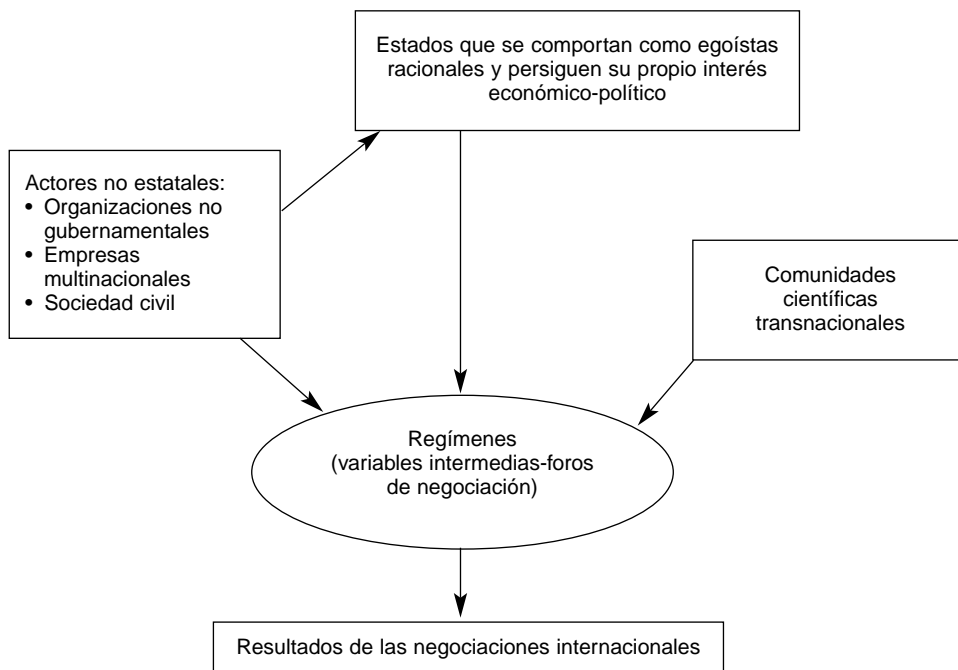 Estados que se comportan como egoístas
racionales y persiguen su propio interés
económico-político
Actores no estatales:
• Organizaciones no
gubernamentales
• Empresas
multinacionales
• Sociedad civil
Comunidades
científicas
transnacionales
Regímenes
(variables intermedias-foros
de negociación)
Resultados de las negociaciones internacionales